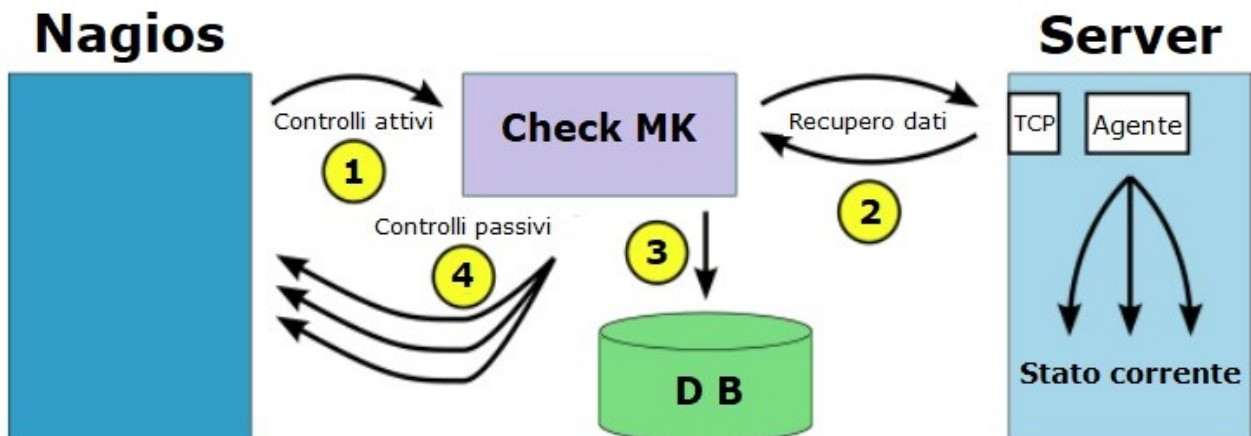 Nagios
Server
Controlli attivi
1
Check MK
Recupero dati
2
TCP
Agente
Controlli passivi
4
3
D B
Stato corrente